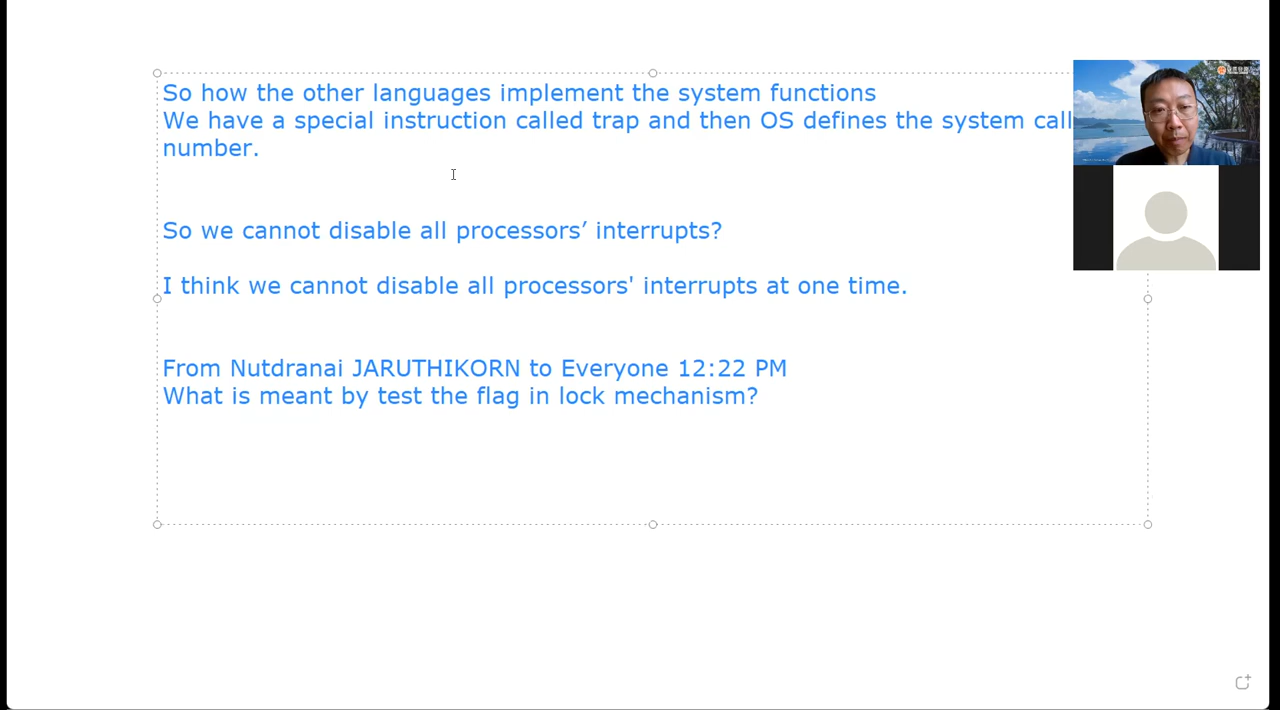 So how the other languages implement the system functions
We have a special instruction called trap and then OS defines the system call
number.
So we cannot disable all processors’ interrupts?
I think we cannot disable all processors' interrupts at one time.
From Nutdranai JARUTHIKORN to Everyone 12:22 PM
What is meant by test the flag in lock mechanism?